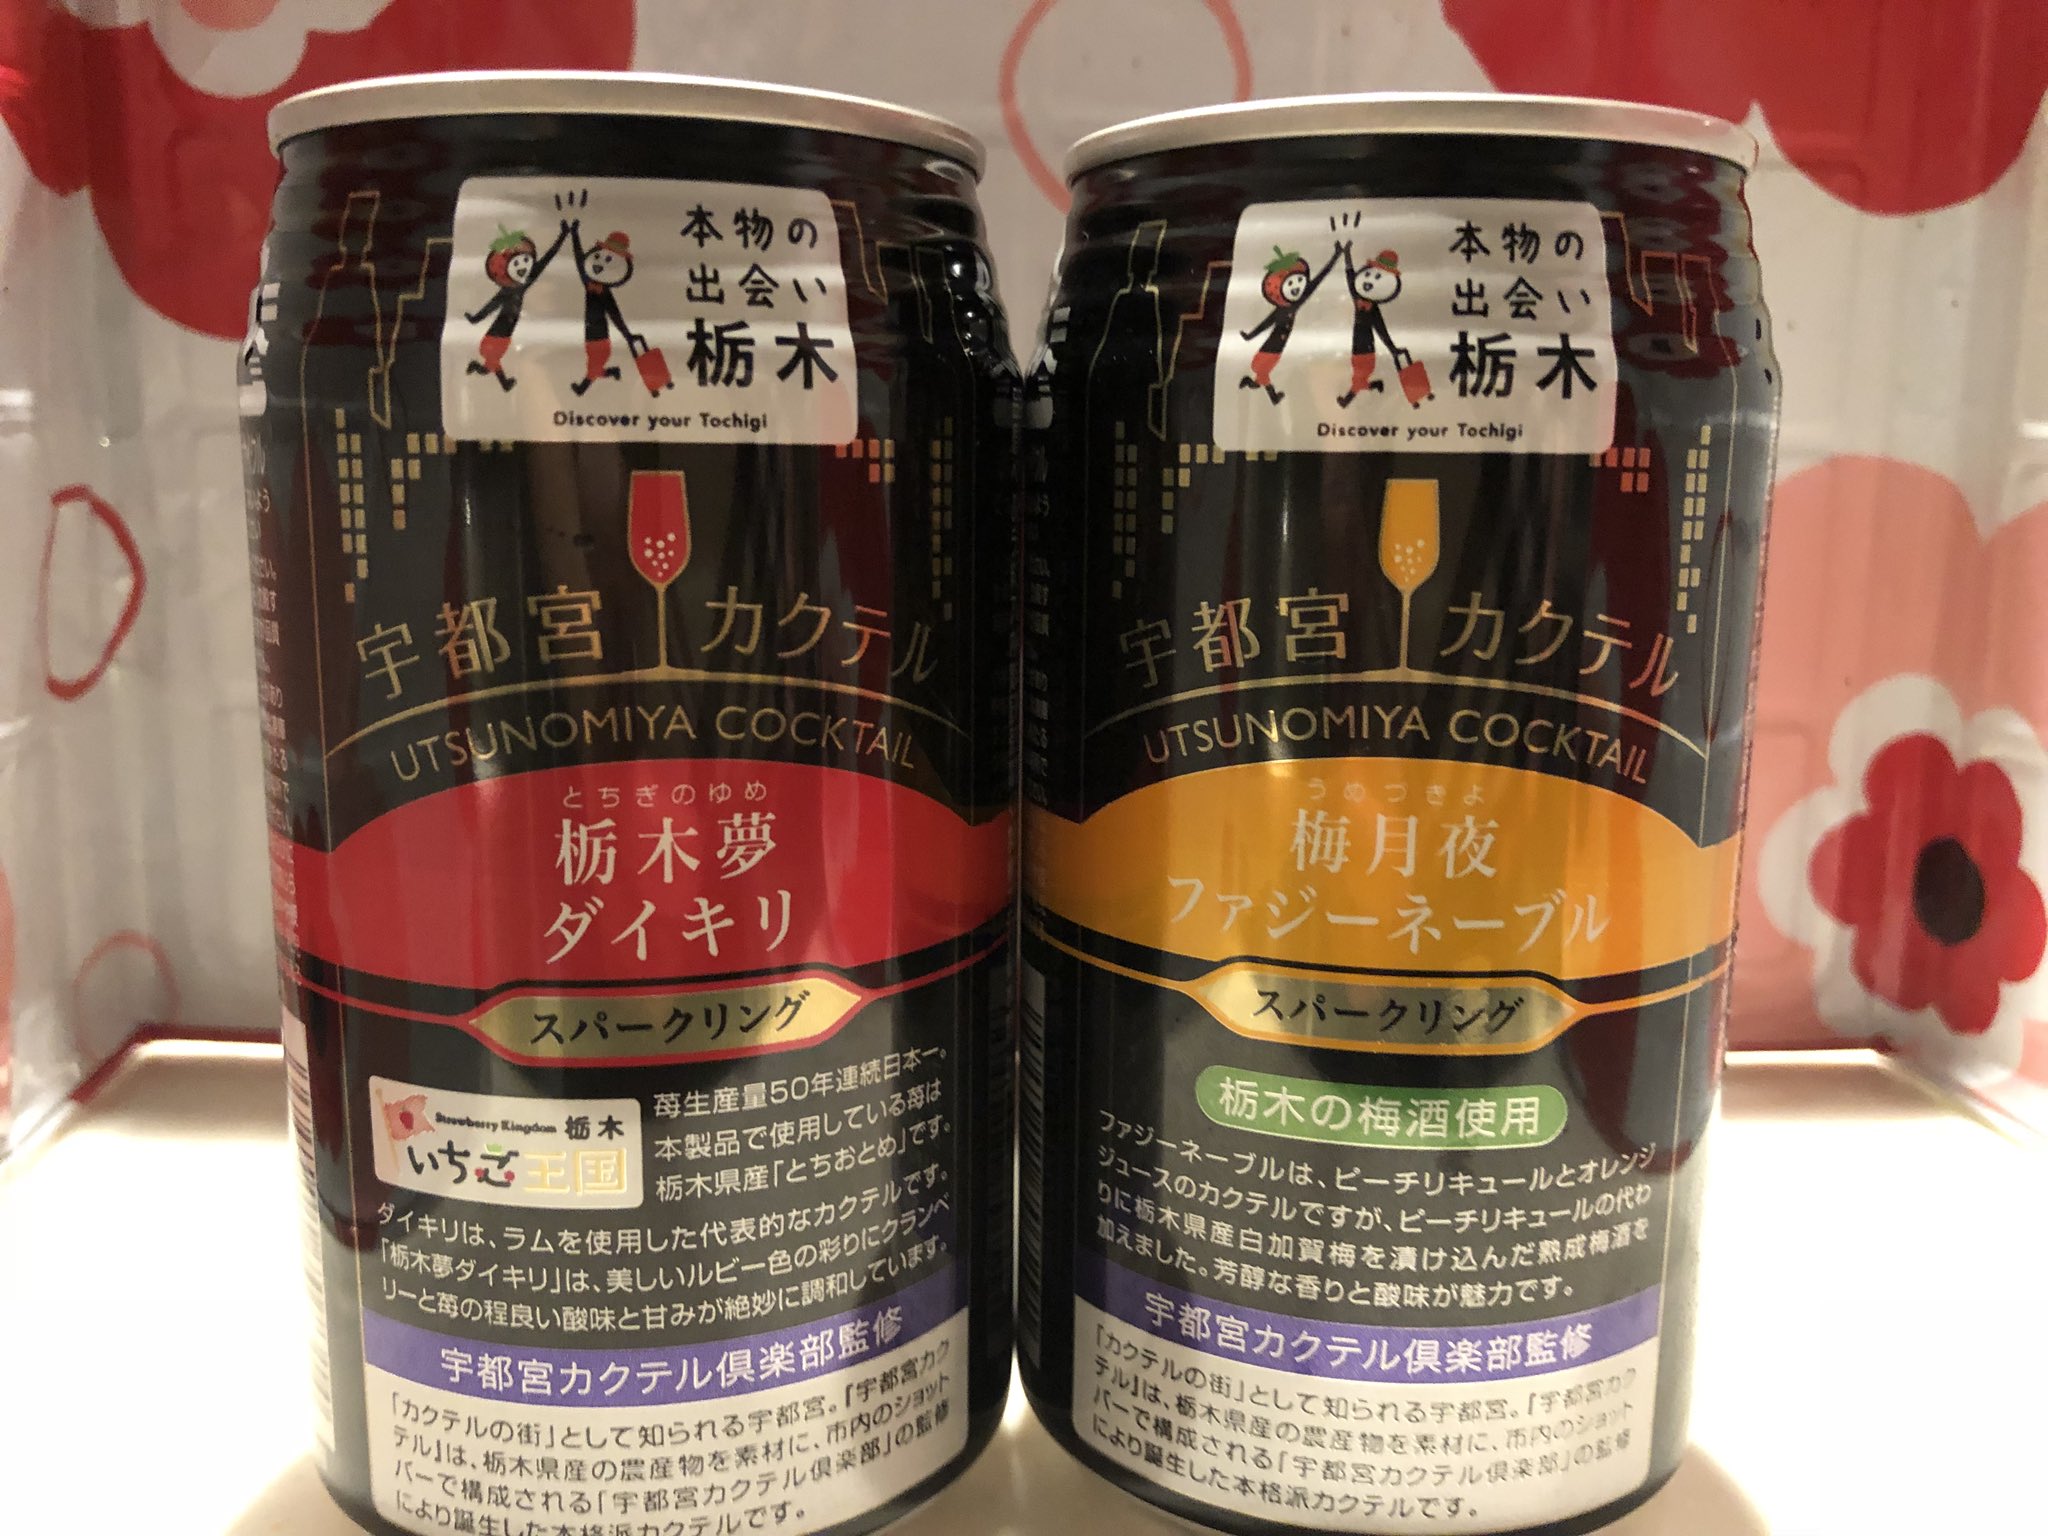 本物の
出会い
栃木
Discover your Tochigi
宇都宮カクテル
UTSUNOMIYA COCKTAIL
とちぎのゆめ
栃木夢
ダイキリ
スパークリング
Strawberry Kingdom 栃木
いちご王国
苺生産量50年連続日本一。
本製品で使用している苺は
栃木県産「とちおとめ」です。
ダイキリは、ラムを使用した代表的なカクテルです。
「栃木夢ダイキリ」は、美しいルビー色の彩りにクランベ
リーと苺の程良い酸味と甘みが絶妙に調和しています。
宇都宮カクテル倶楽部監修
「カクテルの街」として知られる宇都宮。『宇都宮カク
テル』は、栃木県産の農産物を素材に、市内のショット
バーで構成される「宇都宮カクテル倶楽部」の監修
により誕生した本格派カクテルです。
本物の
出会い
栃木
Discover your Tochigi
宇都宮カクテル
UTSUNOMIYA COCKTAIL
うめつきよ
梅月夜
ファジーネーブル
スパークリング
栃木の梅酒使用
ファジーネーブルは、ピーチリキュールとオレンジ
ジュースのカクテルですが、ピーチリキュールの代わ
りに栃木県産白加賀梅を漬け込んだ熟成梅酒を
加えました。芳醇な香りと酸味が魅力です。
宇都宮カクテル倶楽部監修
「カクテルの街」として知られる宇都宮。『宇都宮カク
テル』は、栃木県産の農産物を素材に、市内のショット
バーで構成される「宇都宮カクテル倶楽部」の監修
により誕生した本格派カクテルです。